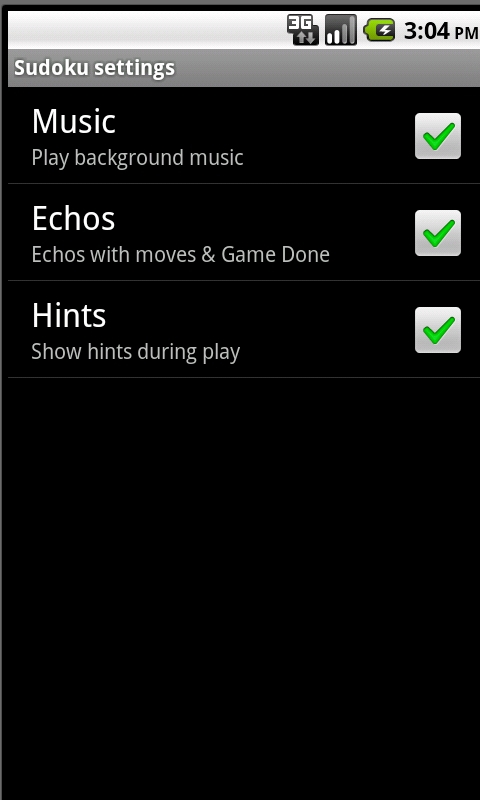 3G 3:04 PM
Sudoku settings
Music
Play background music
Echos
Echos with moves & Game Done
Hints
Show hints during play